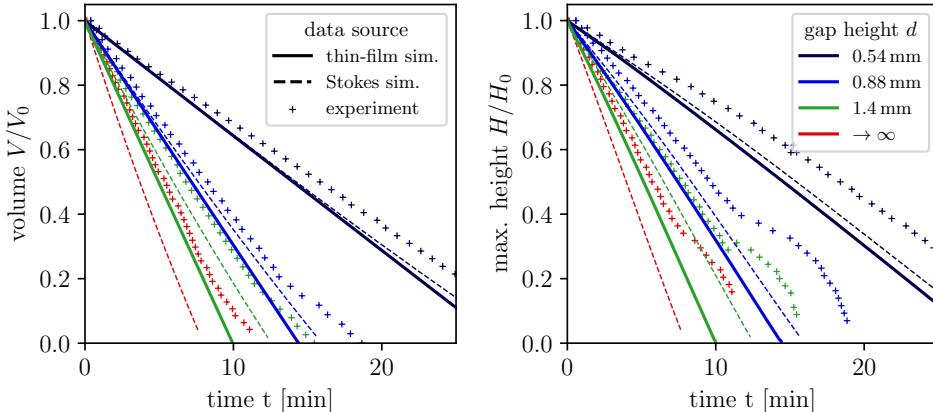 volume V/V₀
1.0
0.8
0.6
0.4
0.2
0.0
data source
thin-film sim.
Stokes sim.
experiment
0
10
20
time t [min]
max. height H/H₀
1.0
0.8
0.6
0.4
0.2
0.0
gap height d
0.54 mm
0.88 mm
1.4 mm
→ ∞
0
10
20
time t [min]